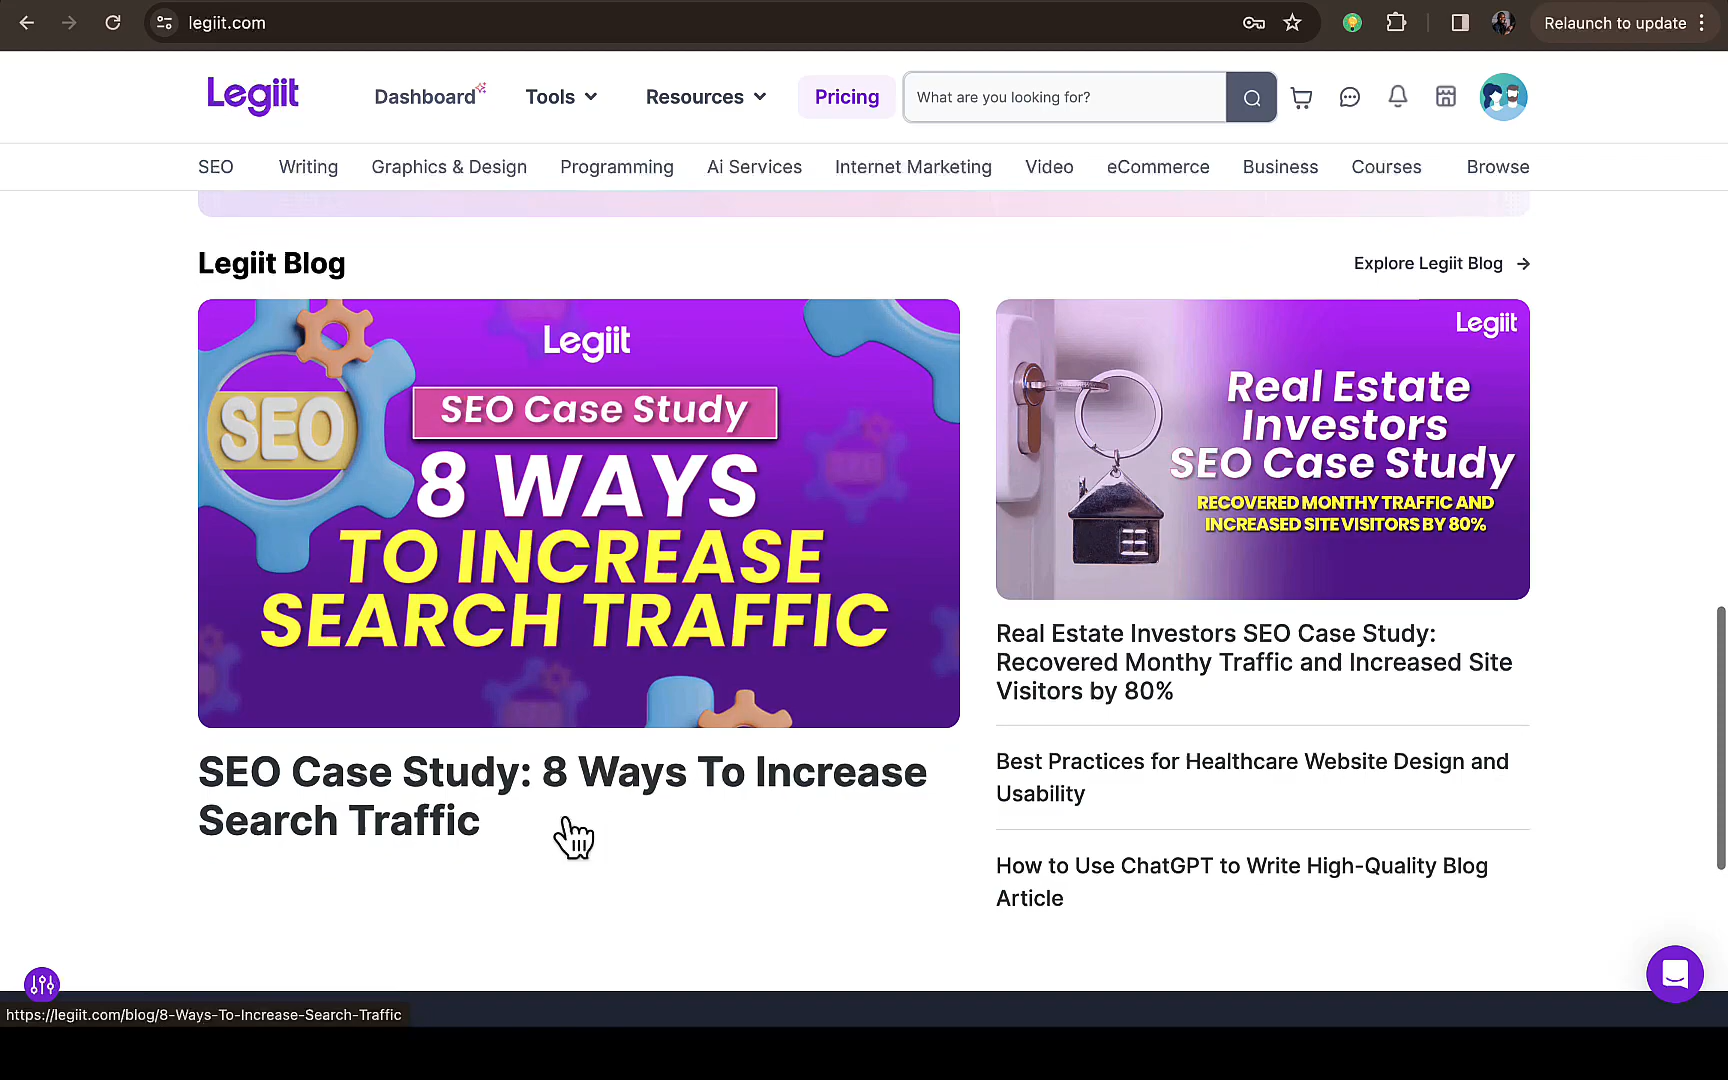 legiit.com
Relaunch to update
Legiit
Dashboard
Tools
Resources
Pricing
What are you looking for?
SEO
Writing
Graphics & Design
Programming
Ai Services
Internet Marketing
Video
eCommerce
Business
Courses
Browse
Legiit Blog
Explore Legiit Blog
Legiit
SEO
SEO Case Study
8 WAYS
TO INCREASE
SEARCH TRAFFIC
SEO Case Study: 8 Ways To Increase
Search Traffic
Legiit
Real Estate
Investors
SEO Case Study
RECOVERED MONTHY TRAFFIC AND
INCREASED SITE VISITORS BY 80%
Real Estate Investors SEO Case Study:
Recovered Monthy Traffic and Increased Site
Visitors by 80%
Best Practices for Healthcare Website Design and
Usability
How to Use ChatGPT to Write High-Quality Blog
Article
https://legiit.com/blog/8-Ways-To-Increase-Search-Traffic